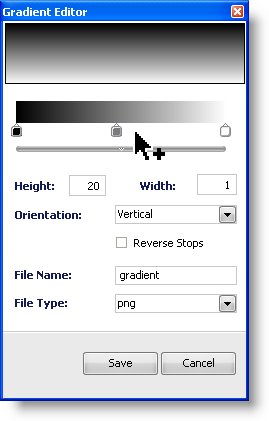 Gradient Editor
Height: 20 Width: 1
Orientation: Vertical
Reverse Stops
File Name: gradient
File Type: png
Save Cancel